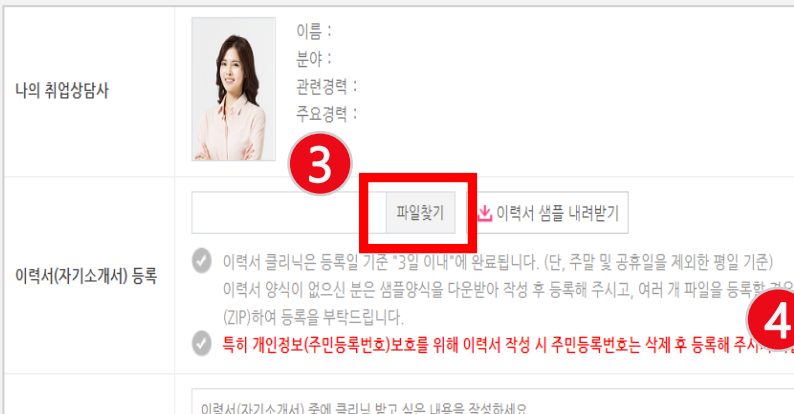 이름 :
분야 :
나의 취업상담사
관련경력 :
주요경력 :
3
파일찾기
이력서 샘플 내려받기
이력서(자기소개서) 등록
이력서 클리닉은 등록일 기준 "3일 이내"에 완료됩니다. (단, 주말 및 공휴일을 제외한 평일 기준)
이력서 양식이 없으신 분은 샘플양식을 다운받아 작성 후 등록해 주시고, 여러 개 파일을 등록할
(ZIP)하여 등록을 부탁드립니다.
4
특히 개인정보(주민등록번호)보호를 위해 이력서 작성 시 주민등록번호는 삭제 후 등록해
이력서(자기소개서) 중에 클리닉 받고 싶은 내용을 작성하세요